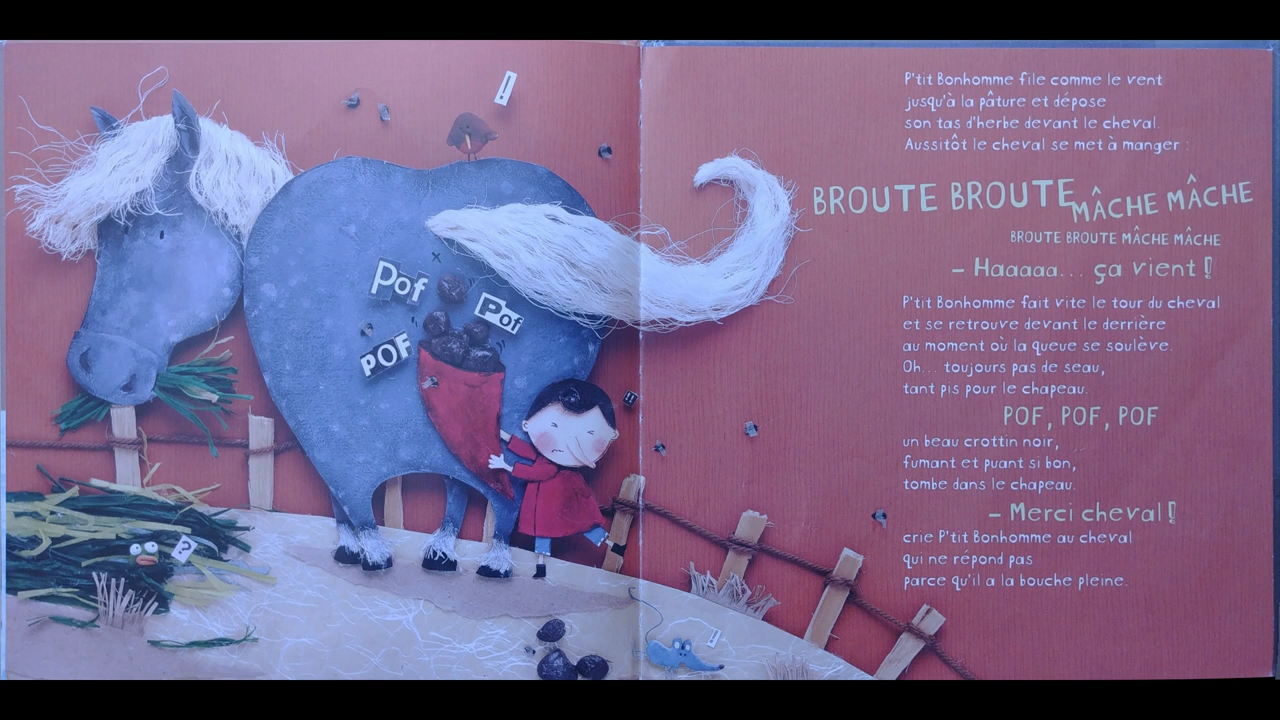 !
Pof
Pof
POF
?
!
P'tit Bonhomme file comme le vent
jusqu'à la pâture et dépose
son tas d'herbe devant le cheval.
Aussitôt le cheval se met à manger :
BROUTE BROUTE MÂCHE MÂCHE
BROUTE BROUTE MÂCHE MÂCHE
– Haaaaa... ça vient !
P'tit Bonhomme fait vite le tour du cheval
et se retrouve devant le derrière
au moment où la queue se soulève.
Oh... toujours pas de seau,
tant pis pour le chapeau.
POF, POF, POF
un beau crottin noir,
fumant et puant si bon,
tombe dans le chapeau.
– Merci cheval !
crie P'tit Bonhomme au cheval
qui ne répond pas
parce qu'il a la bouche pleine.